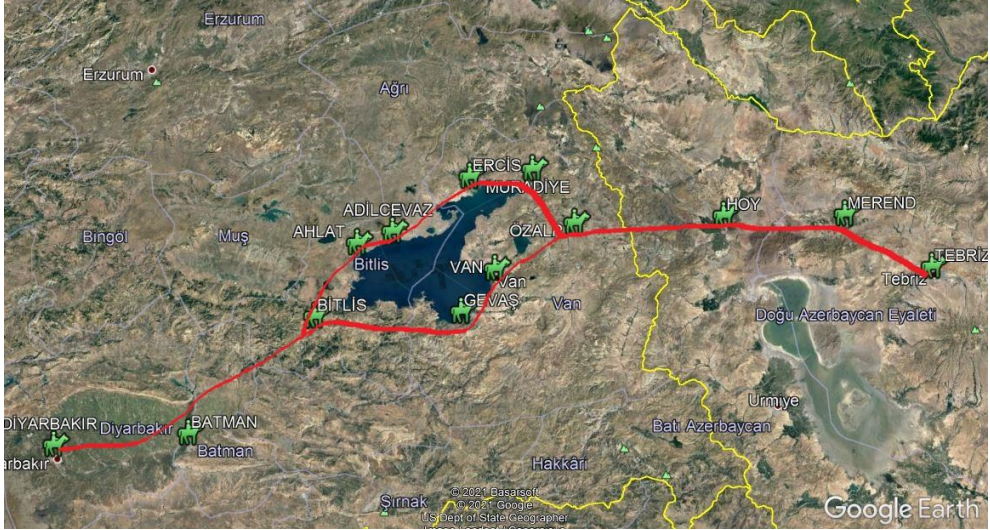 Erzurum
Erzurum
Ağrı
ERCİS
MURADİYE
ADİLCEVAZ
AHLAT
ÖZALP
HOY
MEREND
Bingöl
Muş
Bitlis
VAN
Van
TEBRİZ
Tebriz
BİTLİS
GEVAŞ
Van
Doğu Azerbaycan Eyaleti
Urmiye
DİYARBAKIR
Diyarbakır
BATMAN
Batman
arbakır
Batı Azerbaycan
Hakkâri
Şırnak
© 2021 Basarsoft
© 2021 Google
US Dept of State Geographer
Google Earth